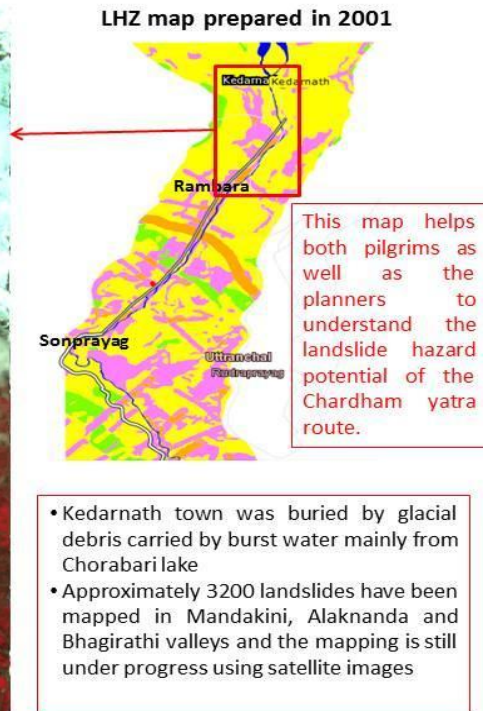 LHZ map prepared in 2001
Kedarna Kedarnath
Rambara
This map helps
both pilgrims as
well as the
planners to
understand the
landslide hazard
potential of the
Chardham yatra
route.
Sonprayag
Uttranchal
Rudraprayag
• Kedarnath town was buried by glacial
debris carried by burst water mainly from
Chorabari lake
• Approximately 3200 landslides have been
mapped in Mandakini, Alaknanda and
Bhagirathi valleys and the mapping is still
under progress using satellite images